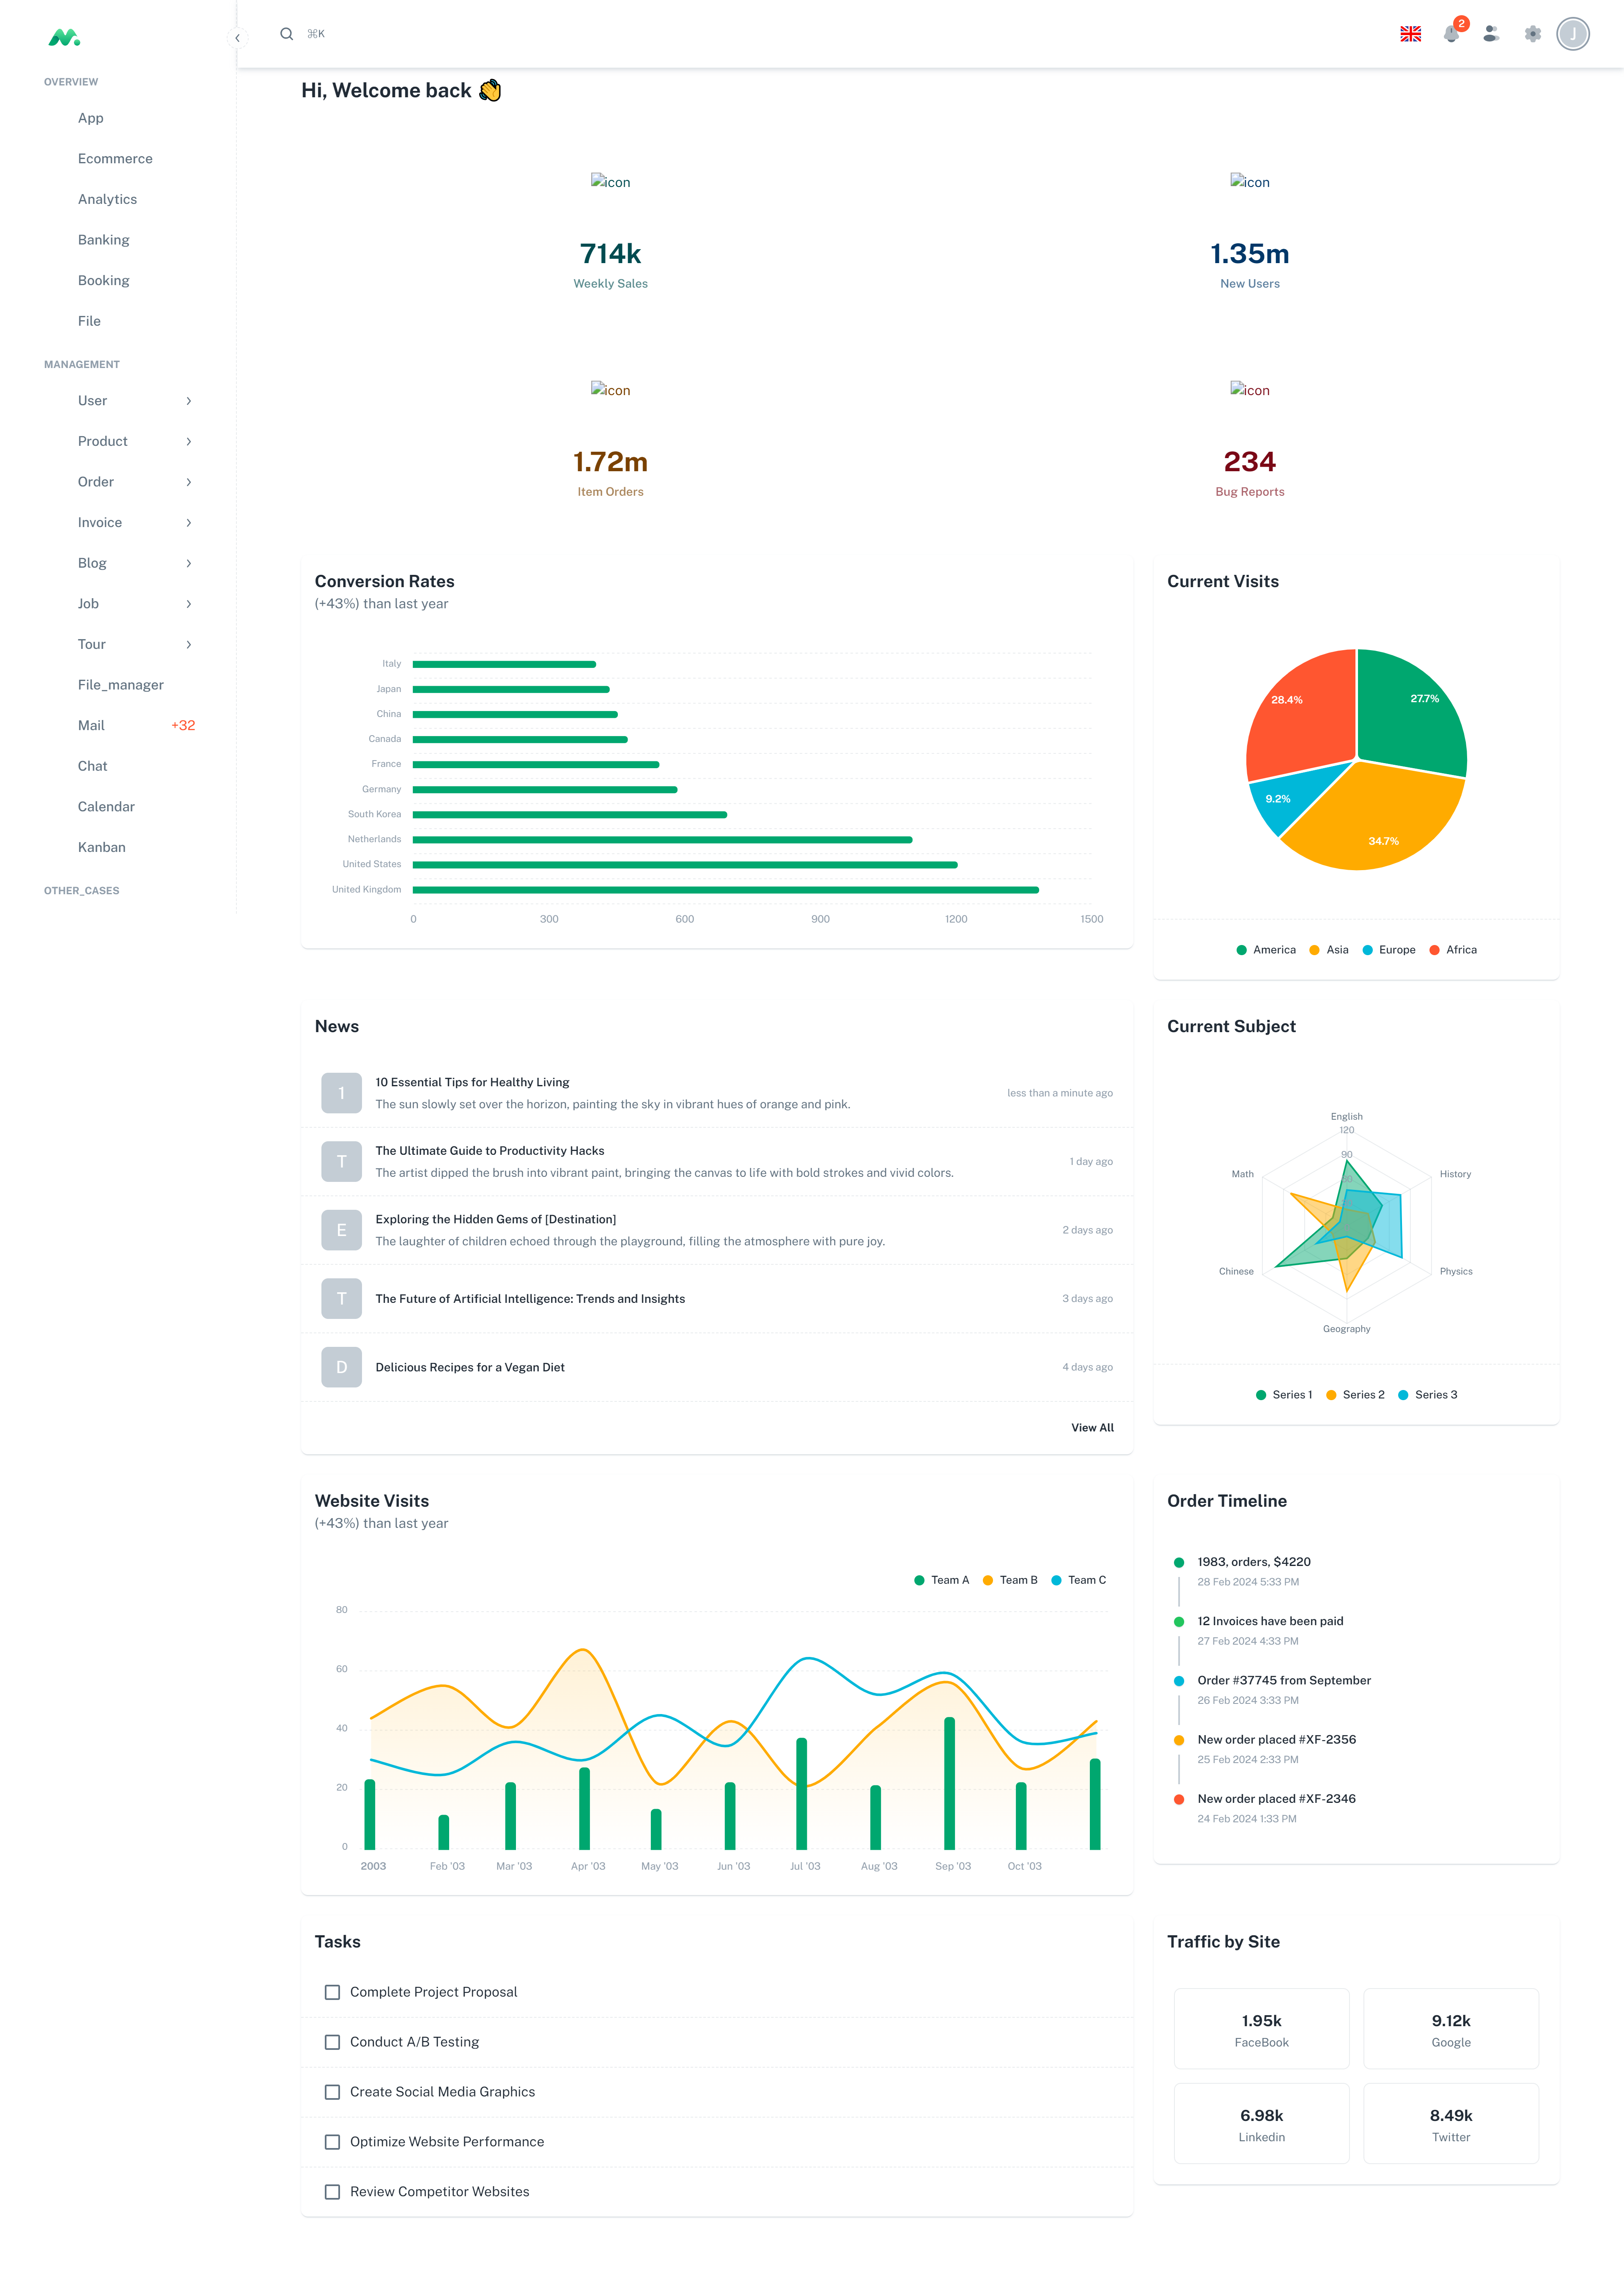 ⌘K
2
J
OVERVIEW
App
Ecommerce
Analytics
Banking
Booking
File
MANAGEMENT
User
Product
Order
Invoice
Blog
Job
Tour
File_manager
Mail +32
Chat
Calendar
Kanban
OTHER_CASES
Hi, Welcome back 👏
icon
714k
Weekly Sales
icon
1.35m
New Users
icon
1.72m
Item Orders
icon
234
Bug Reports
Conversion Rates
(+43%) than last year
Italy
Japan
China
Canada
France
Germany
South Korea
Netherlands
United States
United Kingdom
0 300 600 900 1200 1500
Current Visits
28.4% 27.7%
9.2%
34.7%
America Asia Europe Africa
News
1
10 Essential Tips for Healthy Living
The sun slowly set over the horizon, painting the sky in vibrant hues of orange and pink.
less than a minute ago
T
The Ultimate Guide to Productivity Hacks
The artist dipped the brush into vibrant paint, bringing the canvas to life with bold strokes and vivid colors.
1 day ago
E
Exploring the Hidden Gems of [Destination]
The laughter of children echoed through the playground, filling the atmosphere with pure joy.
2 days ago
T
The Future of Artificial Intelligence: Trends and Insights
3 days ago
D
Delicious Recipes for a Vegan Diet
4 days ago
View All
Current Subject
English
120
90
60
Math History
Chinese Physics
Geography
Series 1 Series 2 Series 3
Website Visits
(+43%) than last year
Team A Team B Team C
80
60
40
20
0
2003 Feb '03 Mar '03 Apr '03 May '03 Jun '03 Jul '03 Aug '03 Sep '03 Oct '03
Order Timeline
1983, orders, $4220
28 Feb 2024 5:33 PM
12 Invoices have been paid
27 Feb 2024 4:33 PM
Order #37745 from September
26 Feb 2024 3:33 PM
New order placed #XF-2356
25 Feb 2024 2:33 PM
New order placed #XF-2346
24 Feb 2024 1:33 PM
Tasks
Complete Project Proposal
Conduct A/B Testing
Create Social Media Graphics
Optimize Website Performance
Review Competitor Websites
Traffic by Site
1.95k
FaceBook
9.12k
Google
6.98k
Linkedin
8.49k
Twitter